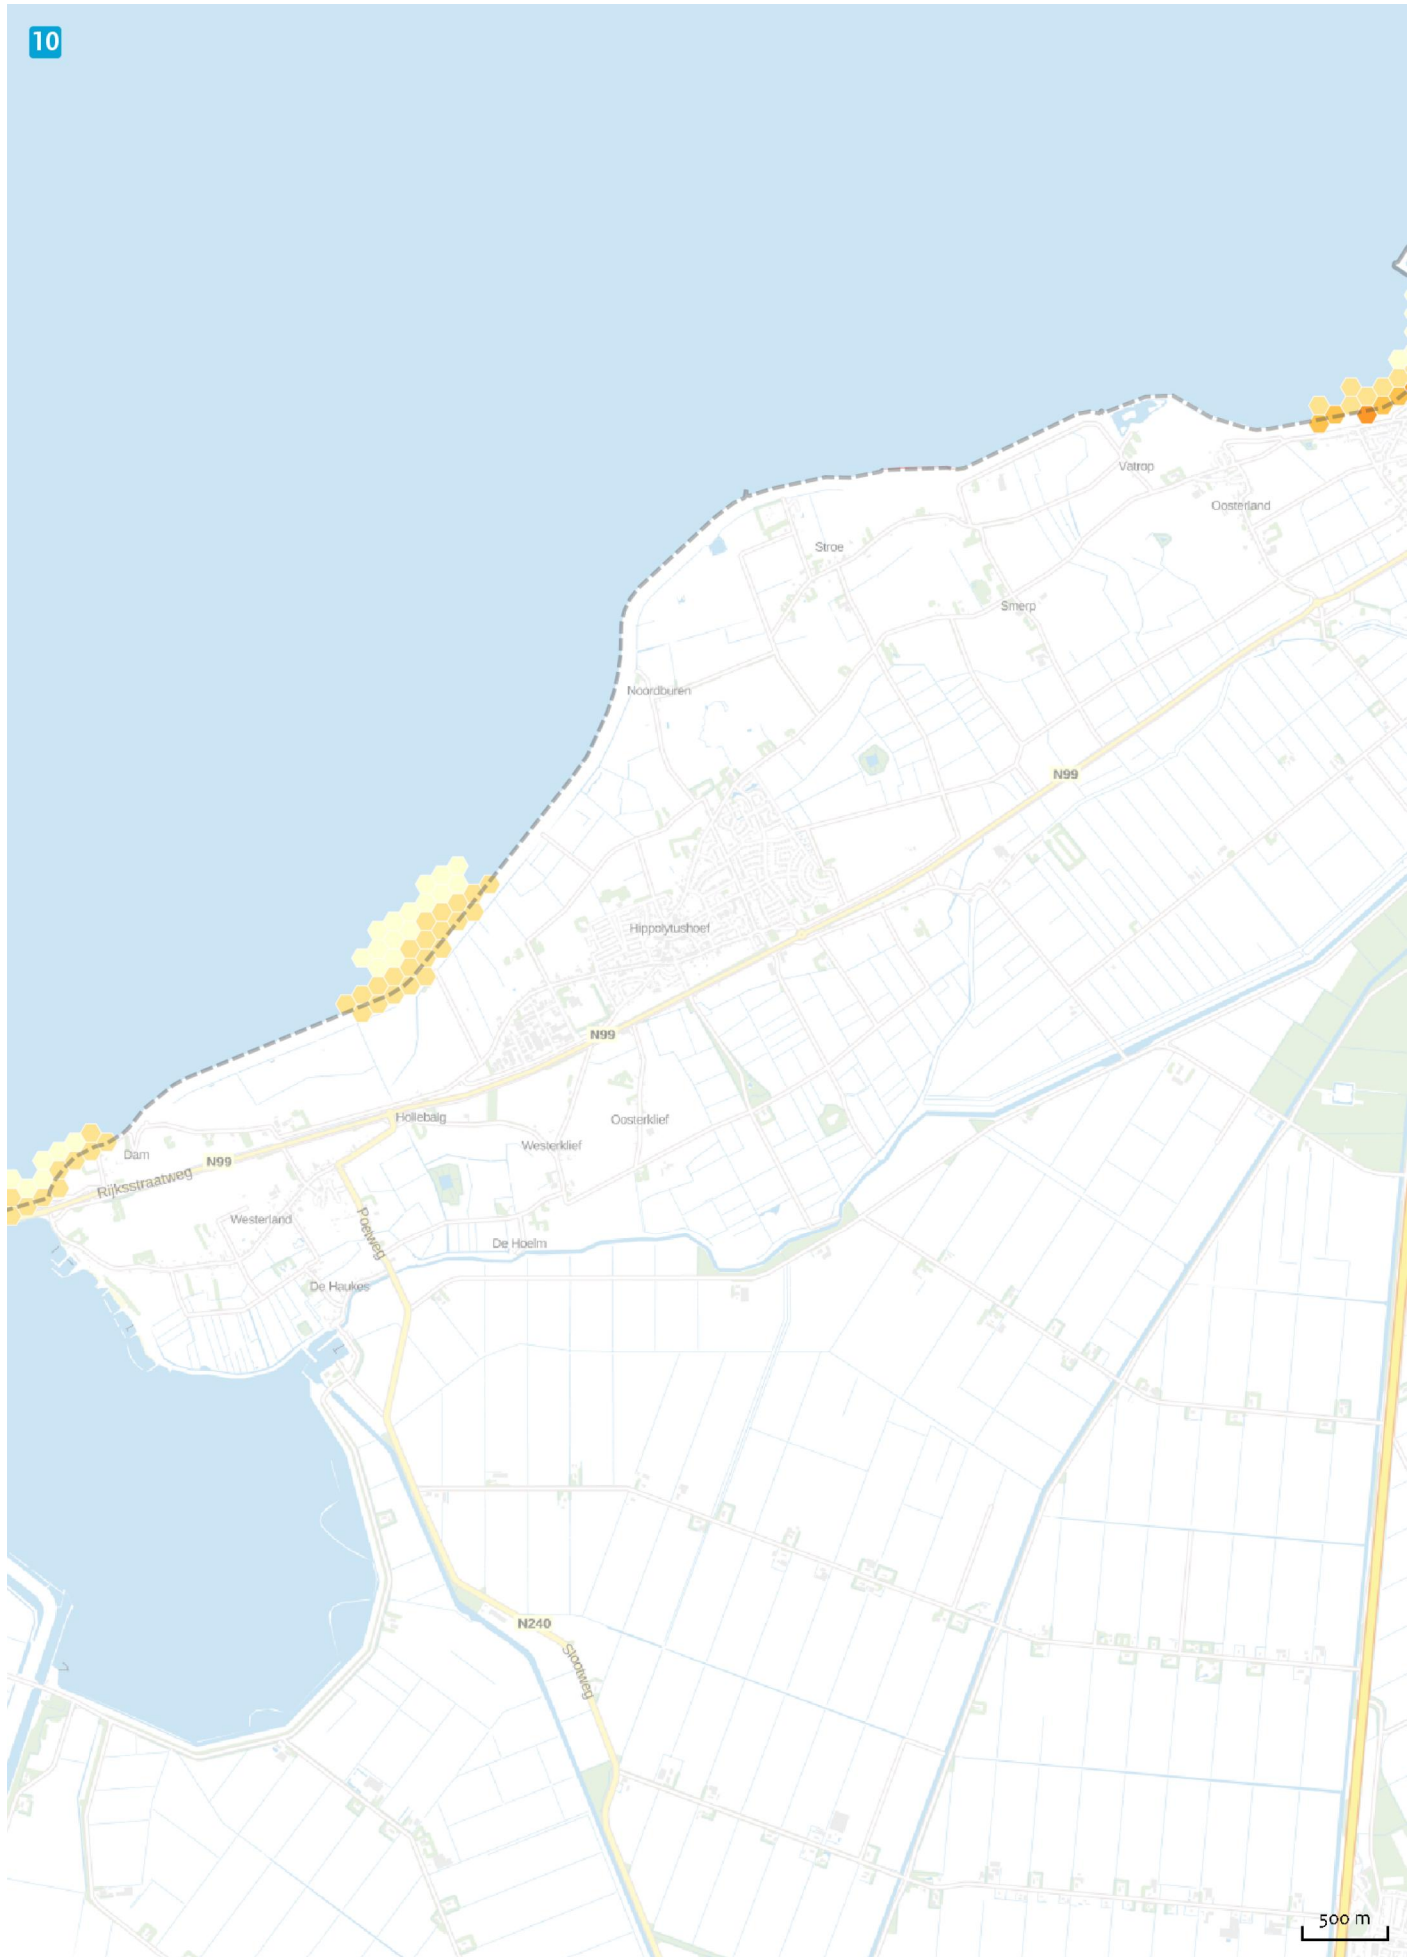 10
Vatrop
Oosterland
Stroe
Smerp
Noordburen
N99
Hippolytushoef
N99
Hollebalg
Oosterklief
Westerklief
Dam
N99
Rijksstraatweg
Westerland
Poelweg
De Hoelm
De Haukes
N240
Slootweg
500 m